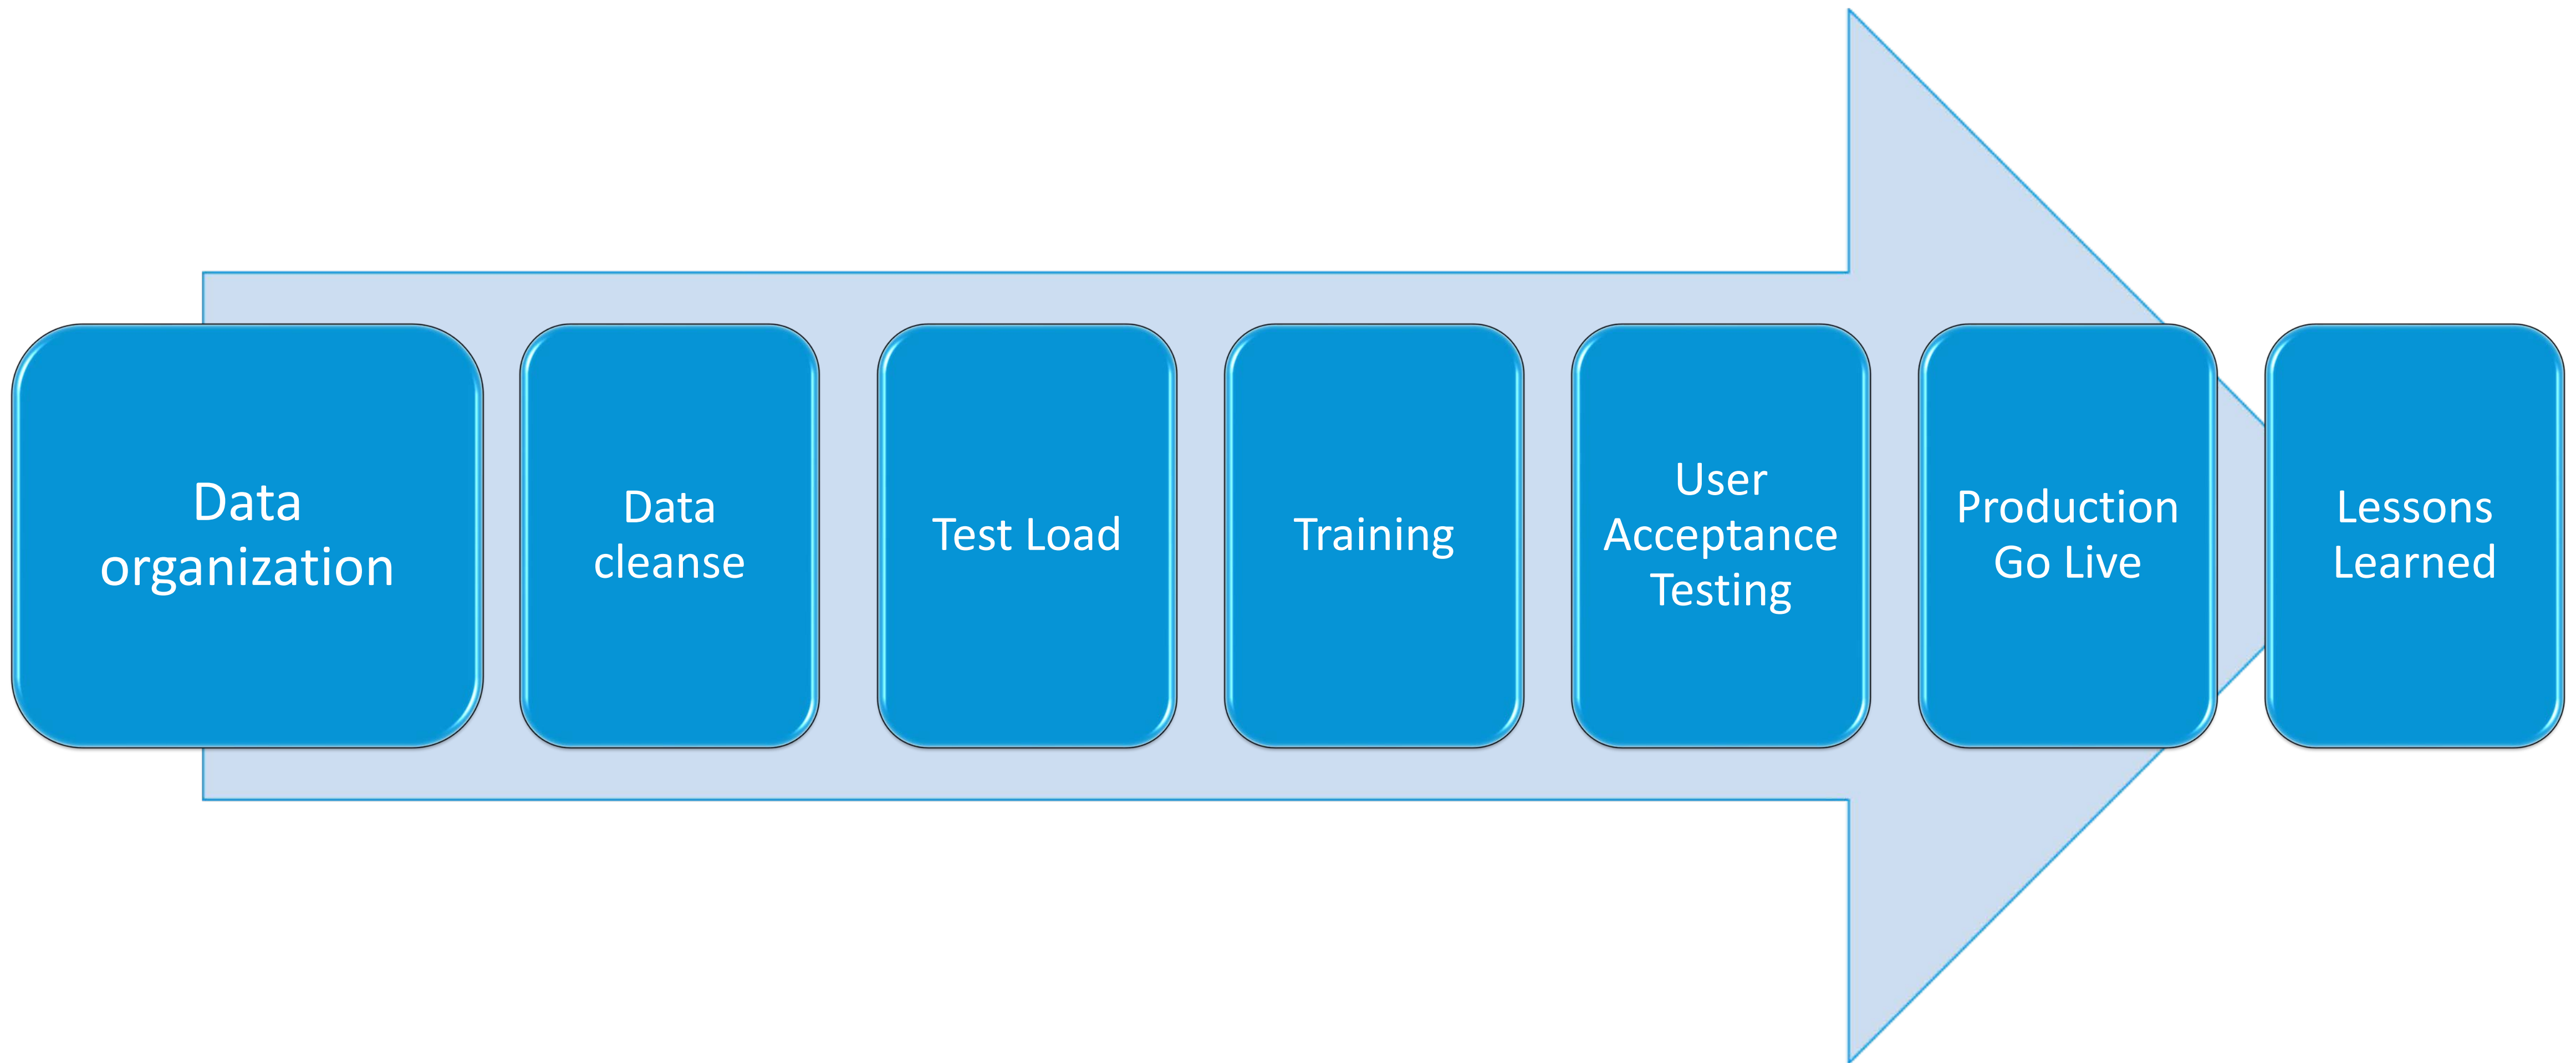 Data
organization
Data
cleanse
Test Load
Training
User
Acceptance
Testing
Production
Go Live
Lessons
Learned